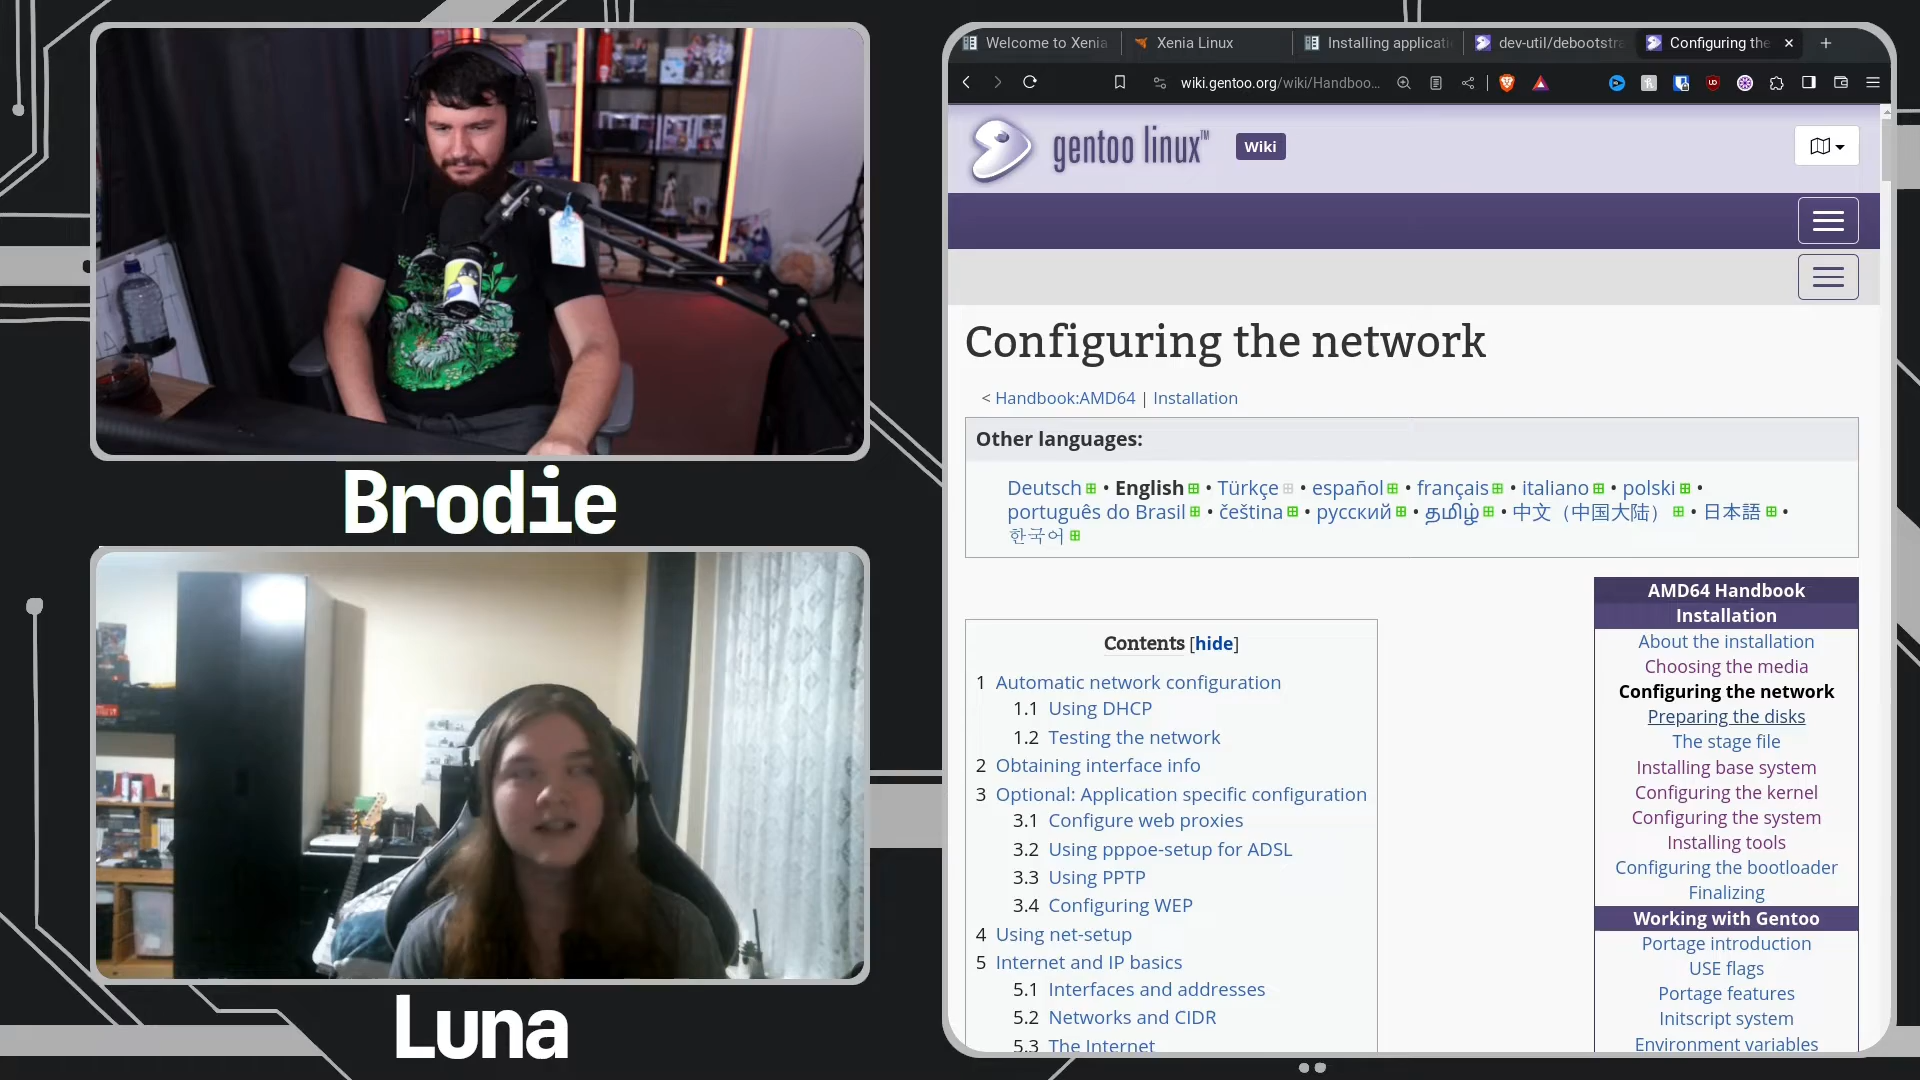 Welcome to Xenia
Xenia Linux
Installing applicati
dev-util/debootstra
Configuring the
wiki.gentoo.org/wiki/Handboo...
gentoo linux™
Wiki
Configuring the network
< Handbook:AMD64 | Installation
Other languages:
Deutsch • English • Türkçe • español • français • italiano • polski •
português do Brasil • čeština • русский • தமிழ் • 中文（中国大陆） • 日本語 •
한국어
Contents [hide]
1 Automatic network configuration
1.1 Using DHCP
1.2 Testing the network
2 Obtaining interface info
3 Optional: Application specific configuration
3.1 Configure web proxies
3.2 Using pppoe-setup for ADSL
3.3 Using PPTP
3.4 Configuring WEP
4 Using net-setup
5 Internet and IP basics
5.1 Interfaces and addresses
5.2 Networks and CIDR
5.3 The Internet
AMD64 Handbook
Installation
About the installation
Choosing the media
Configuring the network
Preparing the disks
The stage file
Installing base system
Configuring the kernel
Configuring the system
Installing tools
Configuring the bootloader
Finalizing
Working with Gentoo
Portage introduction
USE flags
Portage features
Initscript system
Environment variables
Brodie
Luna